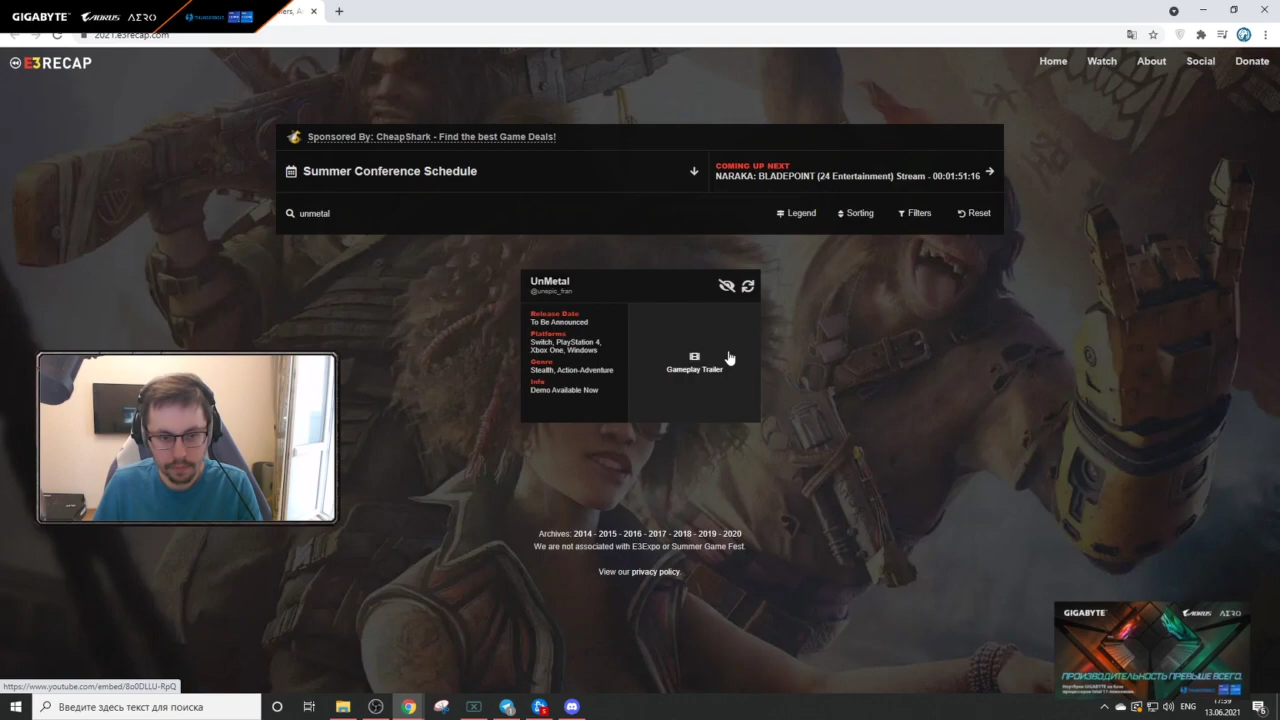 GIGABYTE AORUS AERO
THUNDERBOLT
2021.e3recap.com
E3RECAP
Home Watch About Social Donate
Sponsored By: CheapShark - Find the best Game Deals!
Summer Conference Schedule
COMING UP NEXT
NARAKA: BLADEPOINT (24 Entertainment) Stream - 00:01:51:16
unmetal
Legend Sorting Filters Reset
UnMetal
@unepic_fran
Release Date
To Be Announced
Platforms
Switch, PlayStation 4,
Xbox One, Windows
Genre
Stealth, Action-Adventure
Info
Demo Available Now
Gameplay Trailer
Archives: 2014 - 2015 - 2016 - 2017 - 2018 - 2019 - 2020
We are not associated with E3Expo or Summer Game Fest.
View our privacy policy.
GIGABYTE AORUS AERO
ПРОИЗВОДИТЕЛЬНОСТЬ ПРЕВЫШЕ ВСЕГО.
https://www.youtube.com/embed/8o0DLLU-RpQ
Введите здесь текст для поиска
ENG
17:39
13.06.2021